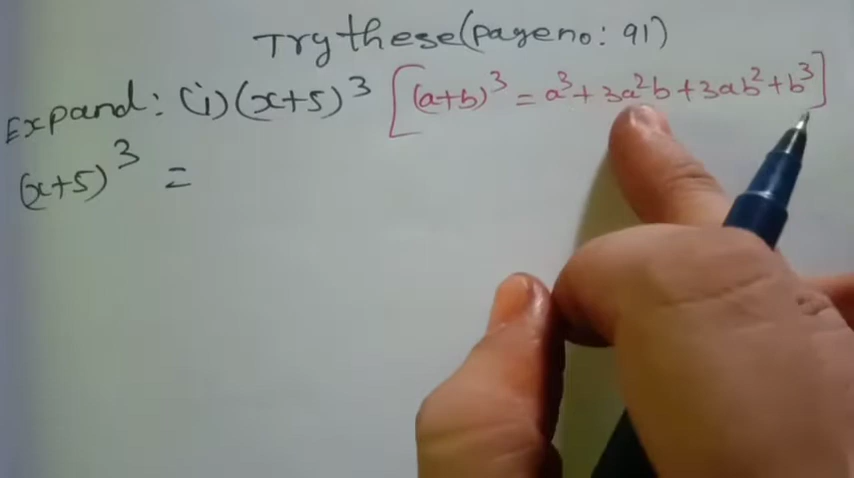 Try these(page no: 91)
Expand: (i) (x+5)³ [(a+b)³ = a³ + 3a²b + 3ab² + b³]
(x+5)³ =